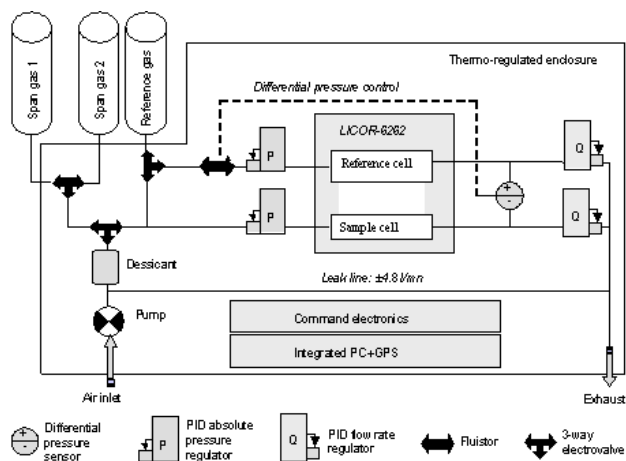 Span gas 1
Span gas 2
Reference gas
Thermo-regulated enclosure
Differential pressure control
LICOR-6262
P
Reference cell
Q
+
-
P
Sample cell
Q
Dessicant
Leak line: ±4.8 l/mn
Pump
Command electronics
Integrated PC+GPS
Air inlet
Exhaust
+
-
Differential
pressure
sensor
P
PID absolute
pressure
regulator
Q
PID flow rate
regulator
Fluistor
3-way
electrovalve